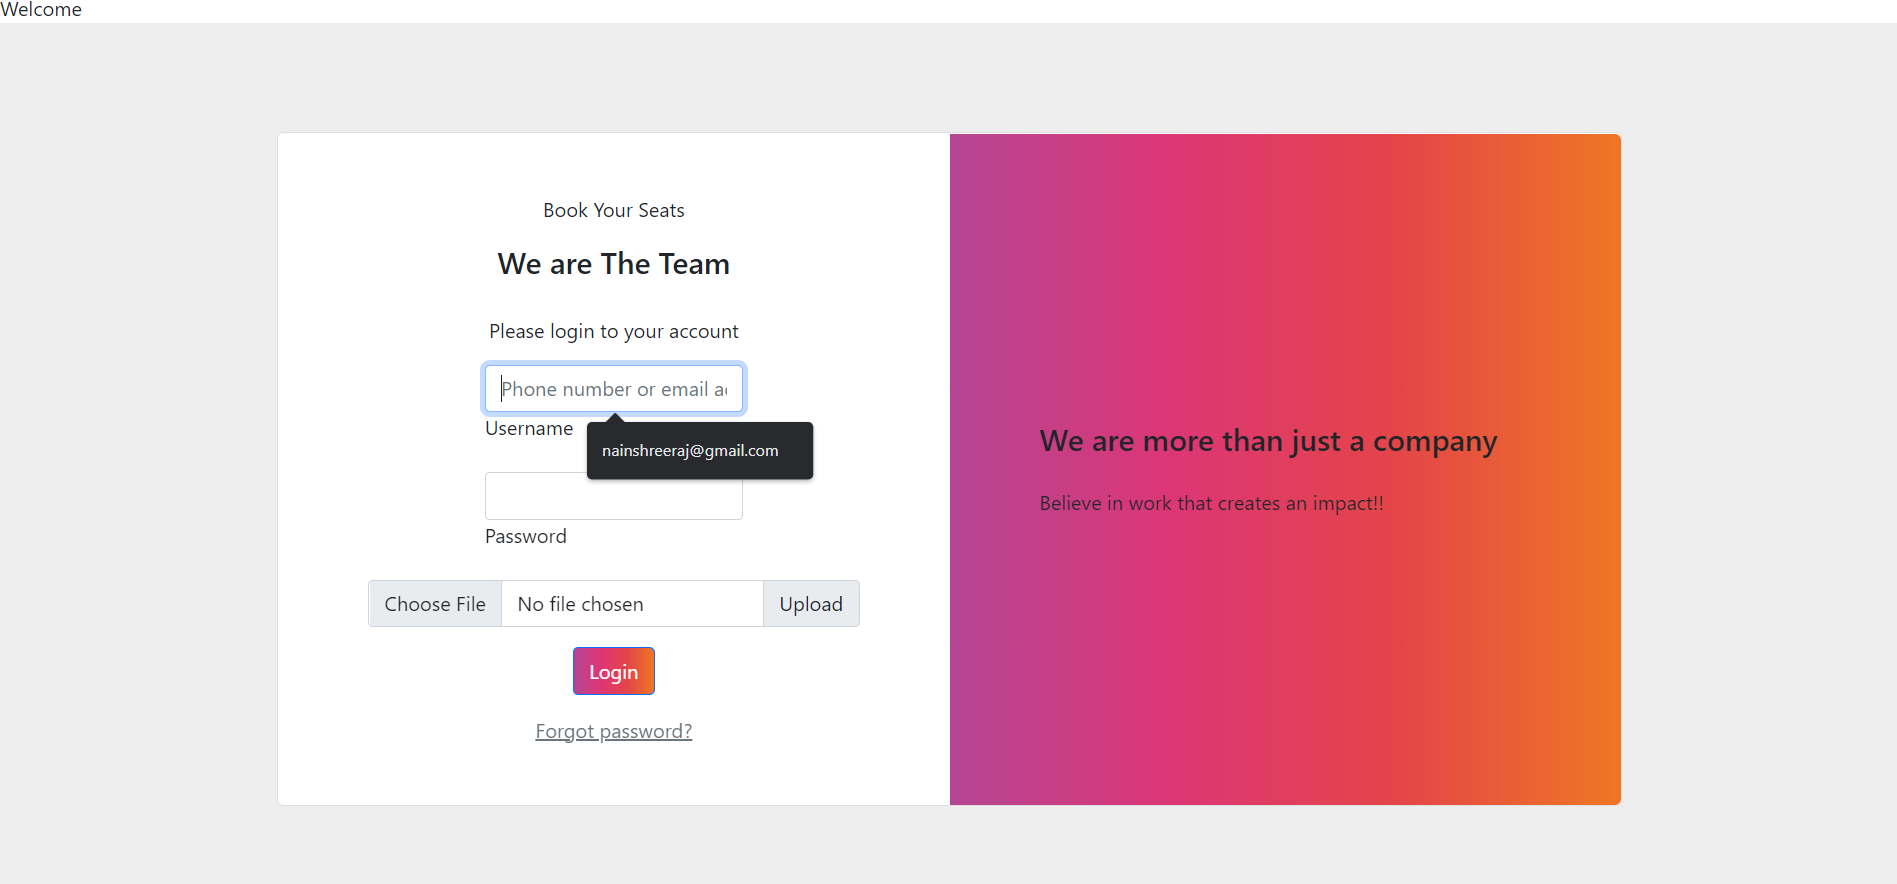 Welcome
Book Your Seats
We are The Team
Please login to your account
Phone number or email
Username
nainshreeraj@gmail.com
Password
Choose File No file chosen Upload
Login
Forgot password?
We are more than just a company
Believe in work that creates an impact!!